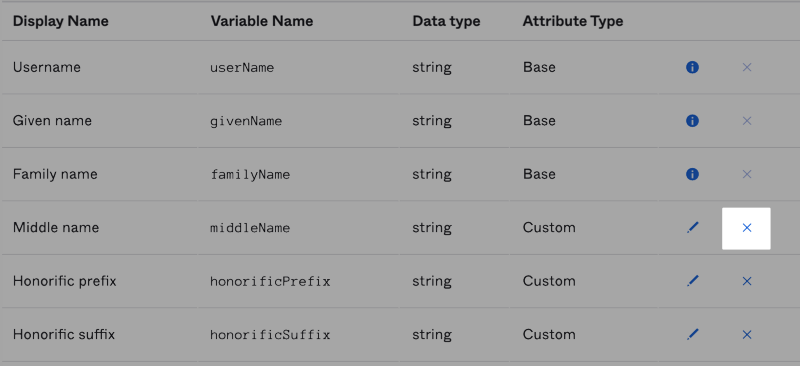 Display Name Variable Name Data type Attribute Type
Username userName string Base
Given name givenName string Base
Family name familyName string Base
Middle name middleName string Custom
Honorific prefix honorificPrefix string Custom
Honorific suffix honorificSuffix string Custom